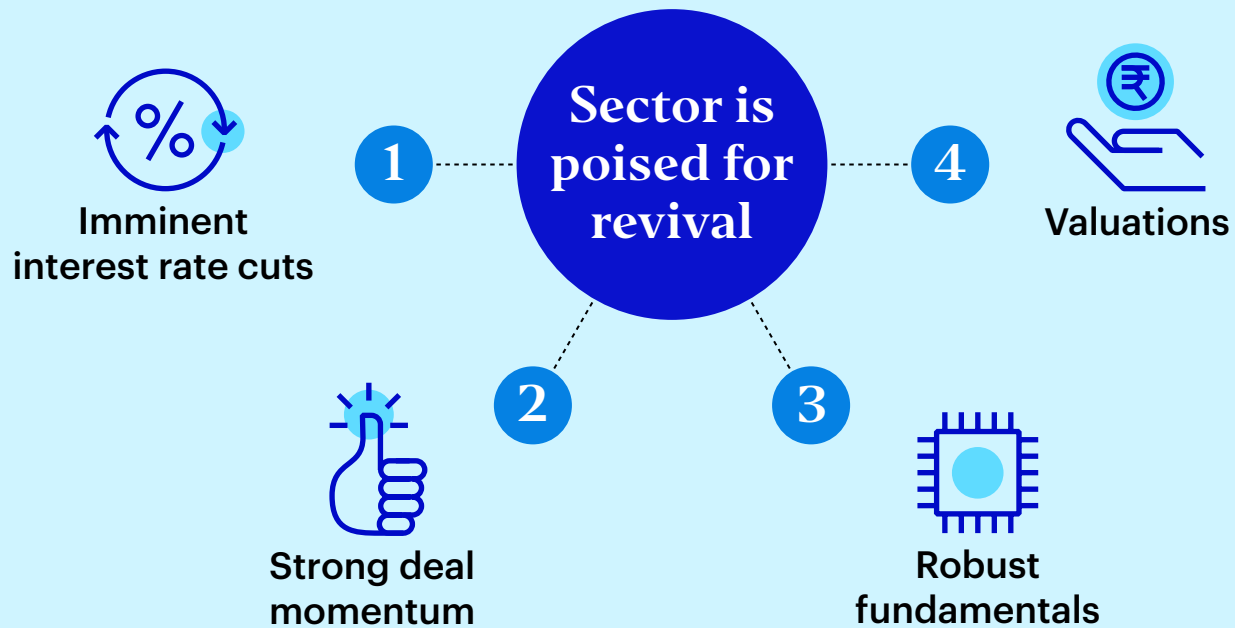 Sector is
poised for
revival
1
Imminent
interest rate cuts
2
Strong deal
momentum
3
Robust
fundamentals
4
₹
Valuations
%